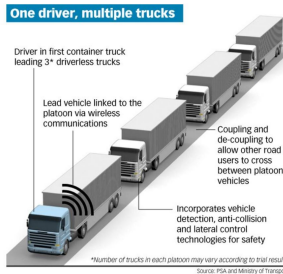 One driver, multiple trucks
Driver in first container truck
leading 3* driverless trucks
Lead vehicle linked to the
platoon via wireless
communications
Coupling and
de-coupling to
allow other road
users to cross
between platoon
vehicles
Incorporates vehicle
detection, anti-collision
and lateral control
technologies for safety
*Number of trucks in each platoon may vary according to trial resul
Source: PSA and Ministry of Transpo